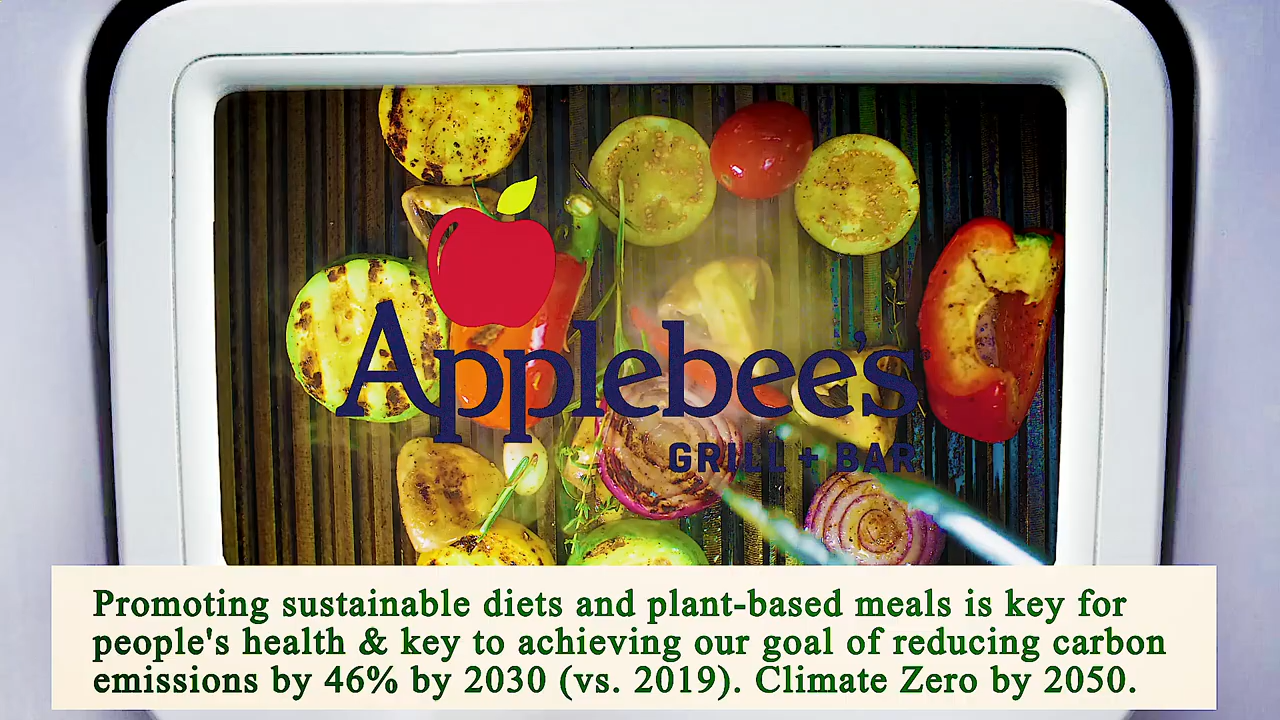 Applebee's
GRILL + BAR
Promoting sustainable diets and plant-based meals is key for
people's health & key to achieving our goal of reducing carbon
emissions by 46% by 2030 (vs. 2019). Climate Zero by 2050.